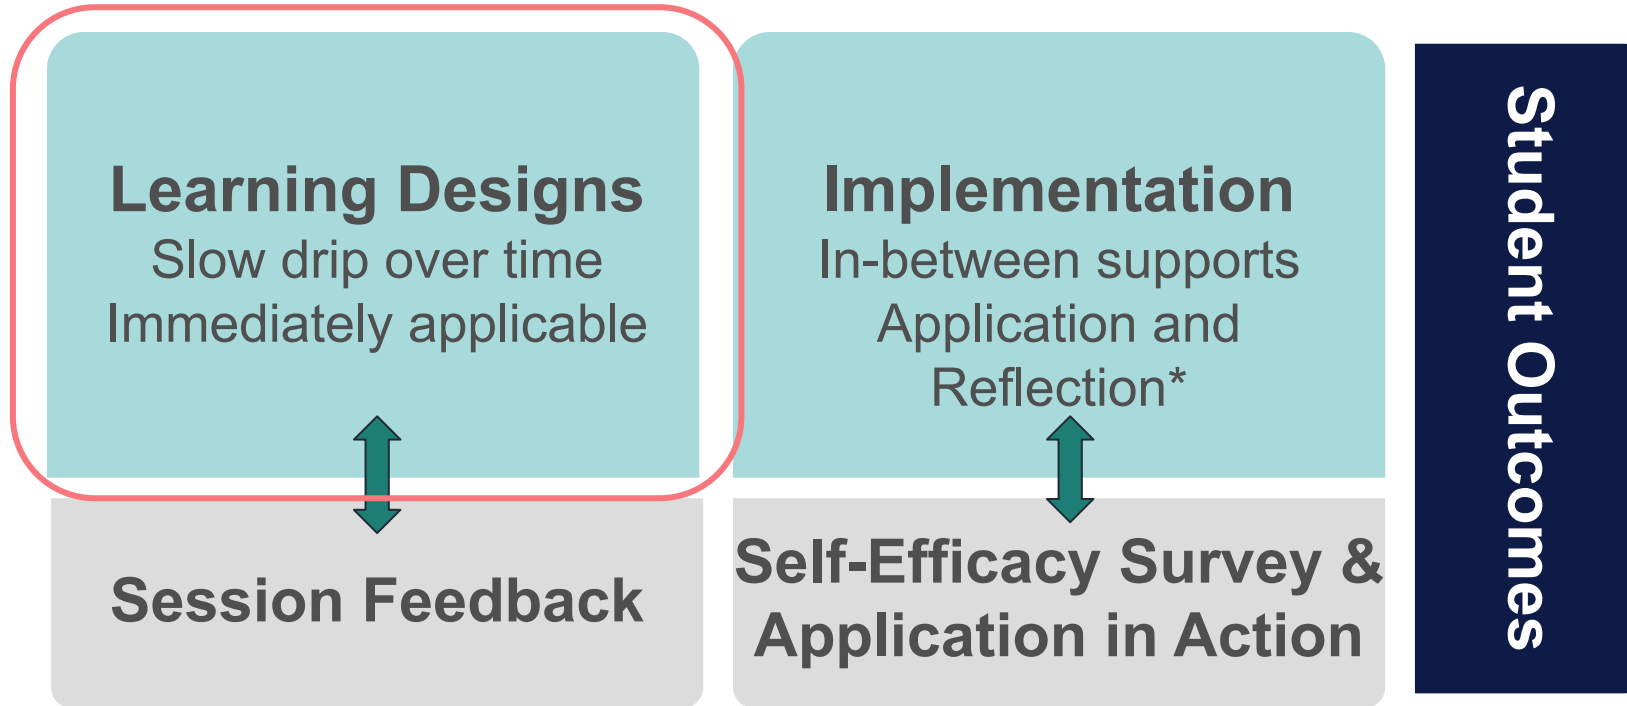 Learning Designs
Slow drip over time
Immediately applicable
Implementation
In-between supports
Application and
Reflection*
Session Feedback
Self-Efficacy Survey &
Application in Action
Student Outcomes